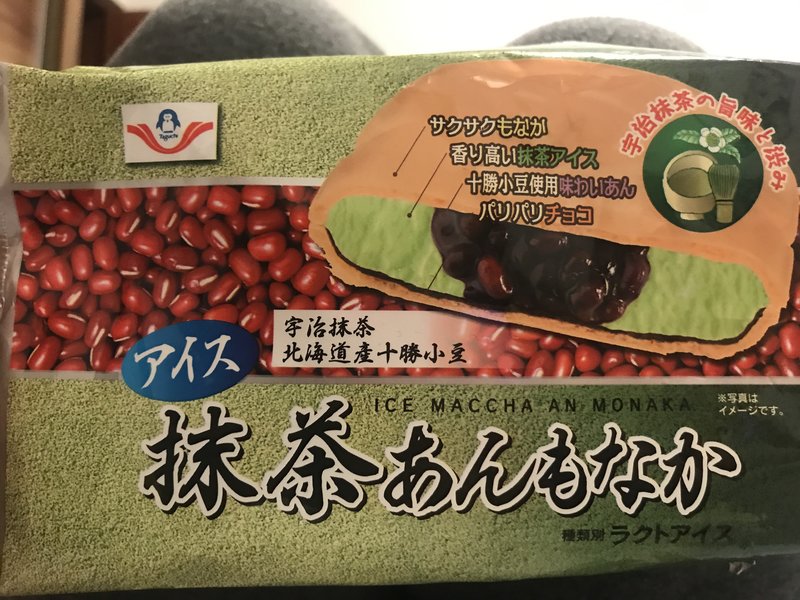 Taguchi
サクサクもなか
香り高い抹茶アイス
十勝小豆使用味わいあん
パリパリチョコ
宇治抹茶の旨味と渋み
宇治抹茶
北海道産十勝小豆
アイス
ICE MACCHA AN MONAKA
※写真は
イメージです。
抹茶あんもなか
種類別 ラクトアイス